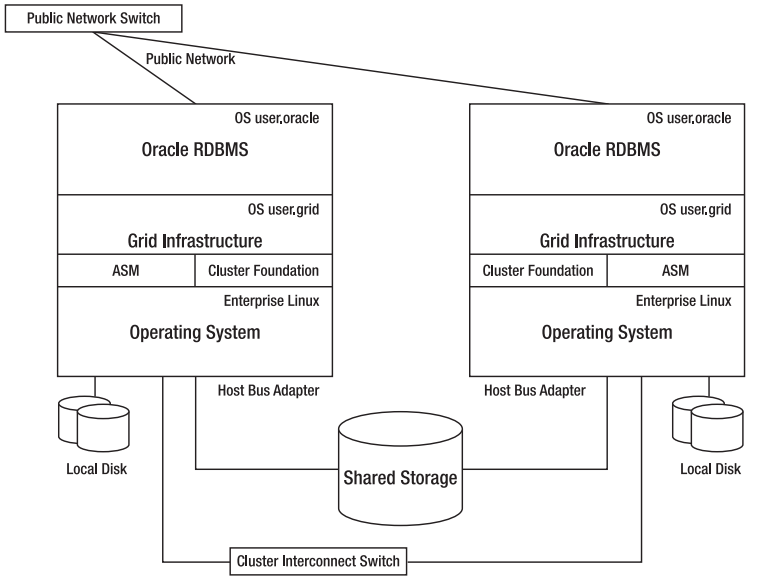 Public Network Switch
Public Network
OS user.oracle
Oracle RDBMS
OS user.grid
Grid Infrastructure
ASM
Cluster Foundation
Enterprise Linux
Operating System
Host Bus Adapter
Local Disk
OS user.oracle
Oracle RDBMS
OS user.grid
Grid Infrastructure
Cluster Foundation
ASM
Enterprise Linux
Operating System
Host Bus Adapter
Local Disk
Shared Storage
Cluster Interconnect Switch